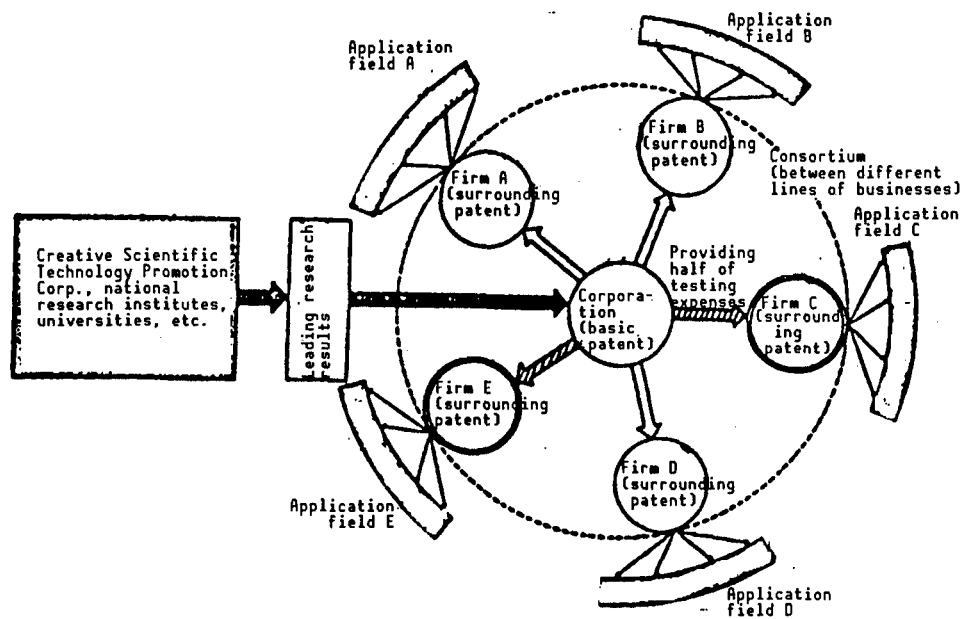 Application
field A
Application
field B
Firm B
(surrounding
patent)
Consortium
(between different
lines of businesses)
Firm A
(surrounding
patent)
Application
field C
Creative Scientific
Technology Promotion
Corp., national
research institutes,
universities, etc.
Leading research
results
Providing
half of
testing
expenses
Corpora-
tion
(basic
patent)
Firm C
(surround
ing
patent)
Firm E
(surrounding
patent)
Firm D
(surrounding
patent)
Application
field E
Application
field D